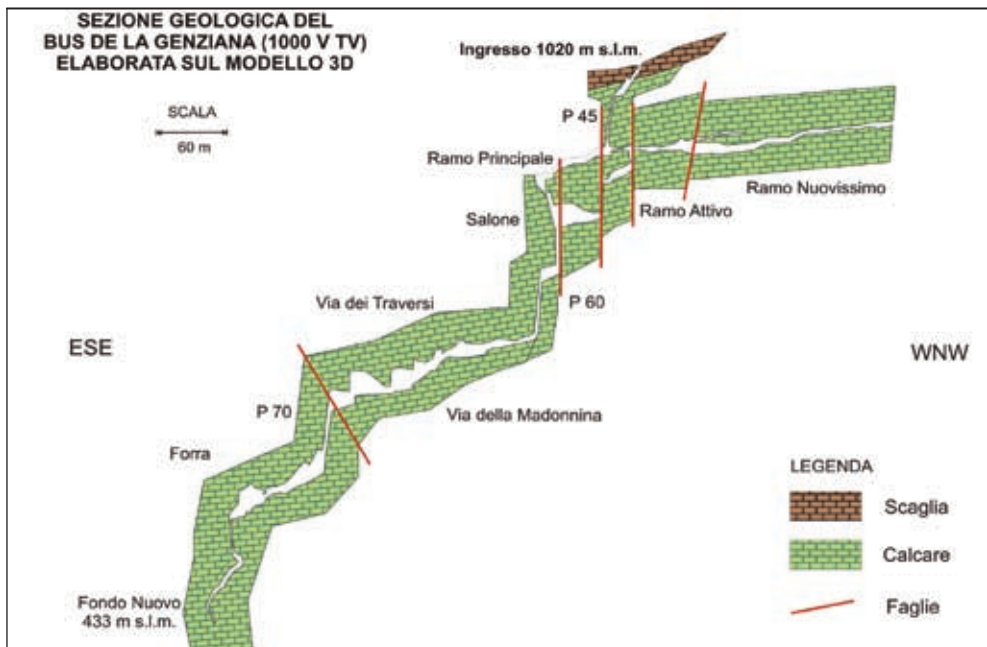 SEZIONE GEOLOGICA DEL
BUS DE LA GENZIANA (1000 V TV)
ELABORATA SUL MODELLO 3D
Ingresso 1020 m s.l.m.
SCALA
60 m
P 45
Ramo Principale
Ramo Nuovissimo
Ramo Attivo
Salone
P 60
Via dei Traversi
ESE
WNW
P 70
Via della Madonnina
Forra
LEGENDA
Scaglia
Calcare
Faglie
Fondo Nuovo
433 m s.l.m.